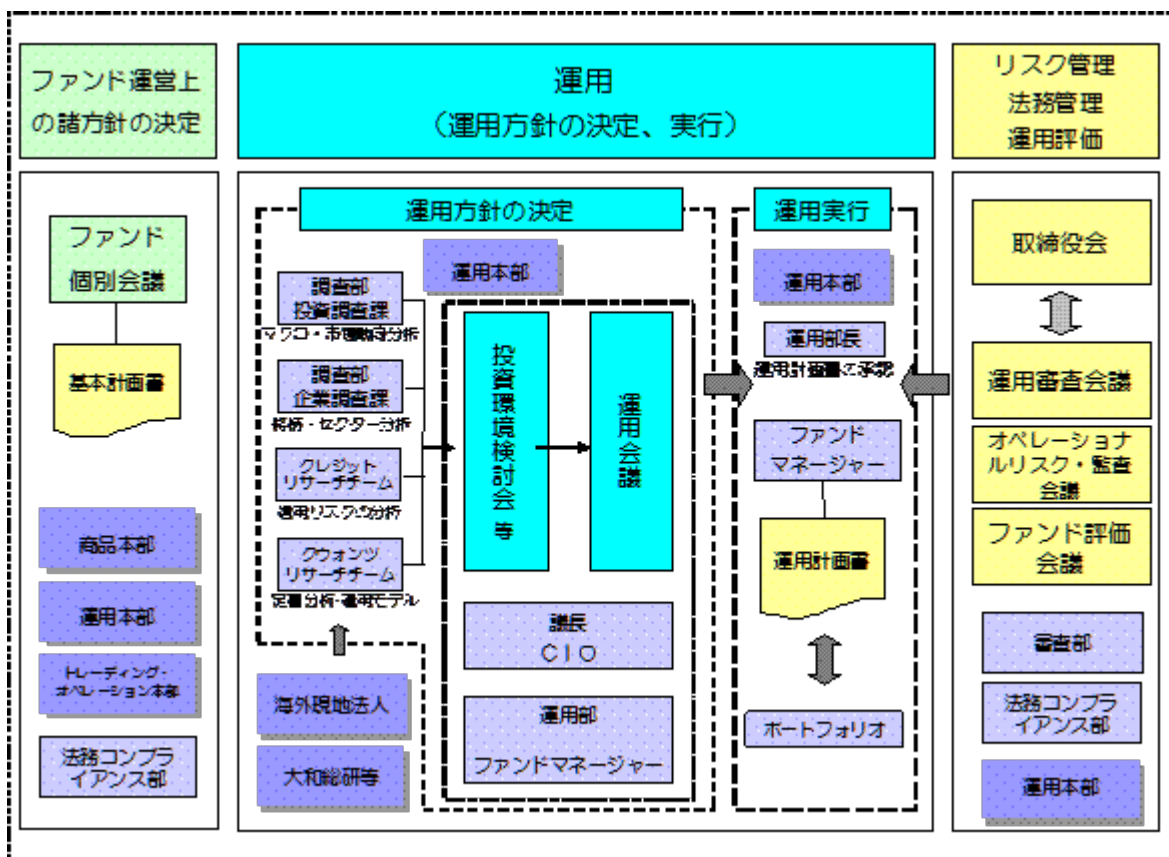 ファンド運営上
の諸方針の決定
運用
(運用方針の決定、実行)
リスク管理
法務管理
運用評価
ファンド
個別会議
基本計画書
商品本部
運用本部
トレーディング・
オペレーション本部
法務コンプラ
イアンス部
運用方針の決定
運用本部
調査部
投資調査課
マクロ・市場動向分析
調査部
企業調査課
銘柄・セクター分析
クレジット
リサーチチーム
運用リスクの分析
クウォンツ
リサーチチーム
定量分析・運用モデル
海外現地法人
大和総研等
投資環境検討会 等
運用会議
議長
CIO
運用部
ファンドマネージャー
運用実行
運用本部
運用部長
運用計画書の承認
ファンド
マネージャー
運用計画書
ポートフォリオ
取締役会
運用審査会議
オペレーショナ
ルリスク・監査
会議
ファンド評価
会議
審査部
法務コンプラ
イアンス部
運用本部